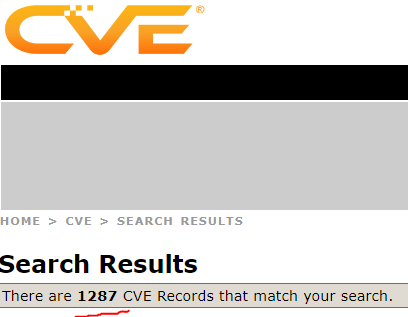 CVE®
HOME > CVE > SEARCH RESULTS
Search Results
There are 1287 CVE Records that match your search.